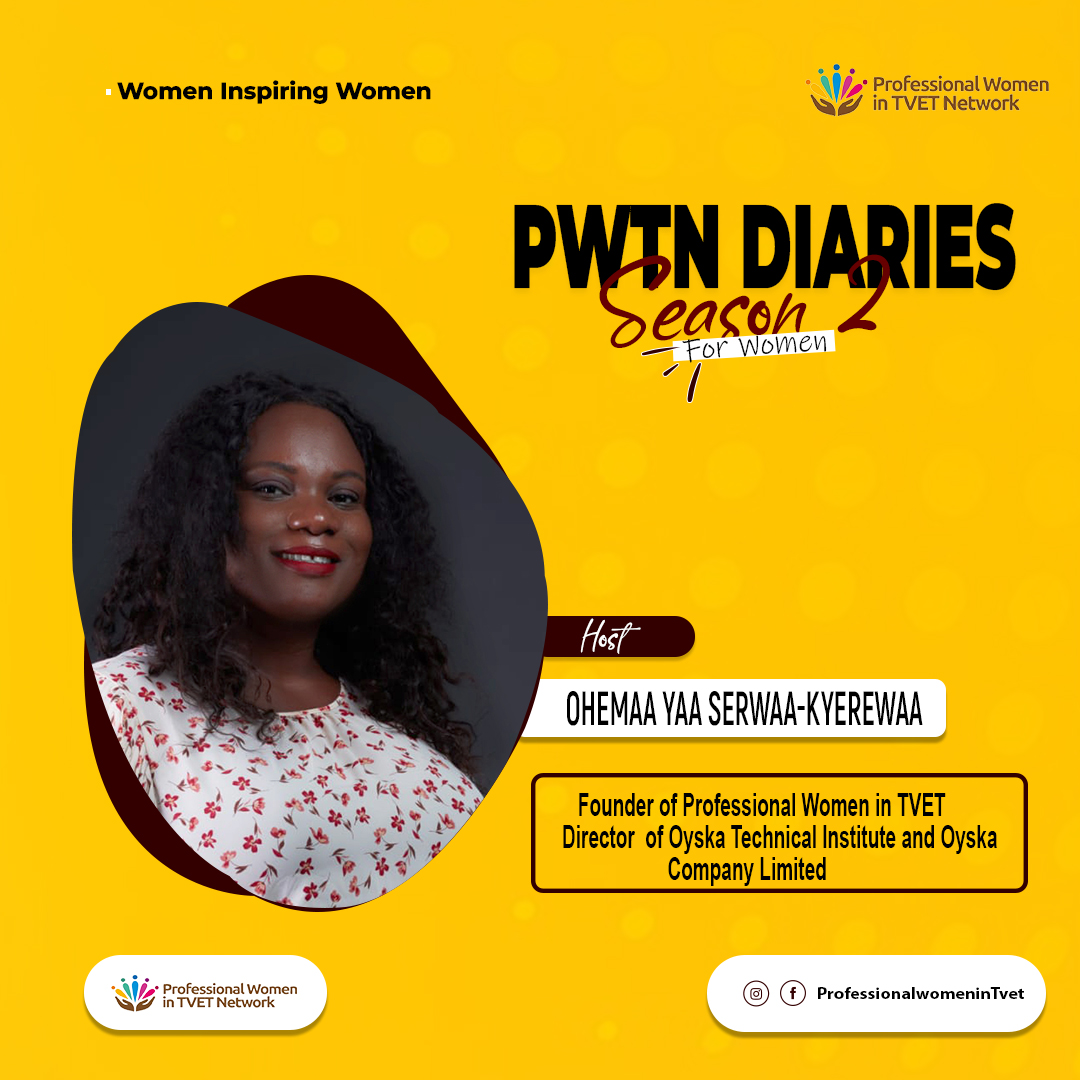 Women Inspiring Women
Professional Women
in TVET Network
PWTN DIARIES
Season 2
For Women
Host
OHEMAA YAA SERWAA-KYEREWAA
Founder of Professional Women in TVET
Director of Oyska Technical Institute and Oyska
Company Limited
Professional Women
in TVET Network
ProfessionalwomeninTvet